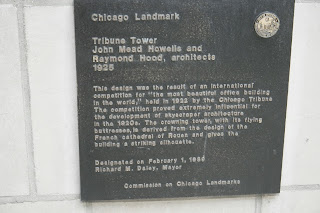 Chicago Landmark
Tribune Tower
John Mead Howells and
Raymond Hood, architects
1925
This design was the result of an international
competition for "the most beautiful office building
in the world," held in 1922 by the Chicago Tribune
The competition proved extremely influential for
the development of skyscraper architecture
in the 1920s. The crowning tower, with its flying
buttresses, is derived from the design of the
French cathedral of Rouen and gives the
building a striking silhouette.
Designated on February 1, 1989
Richard M. Daley, Mayor
Commission on Chicago Landmarks